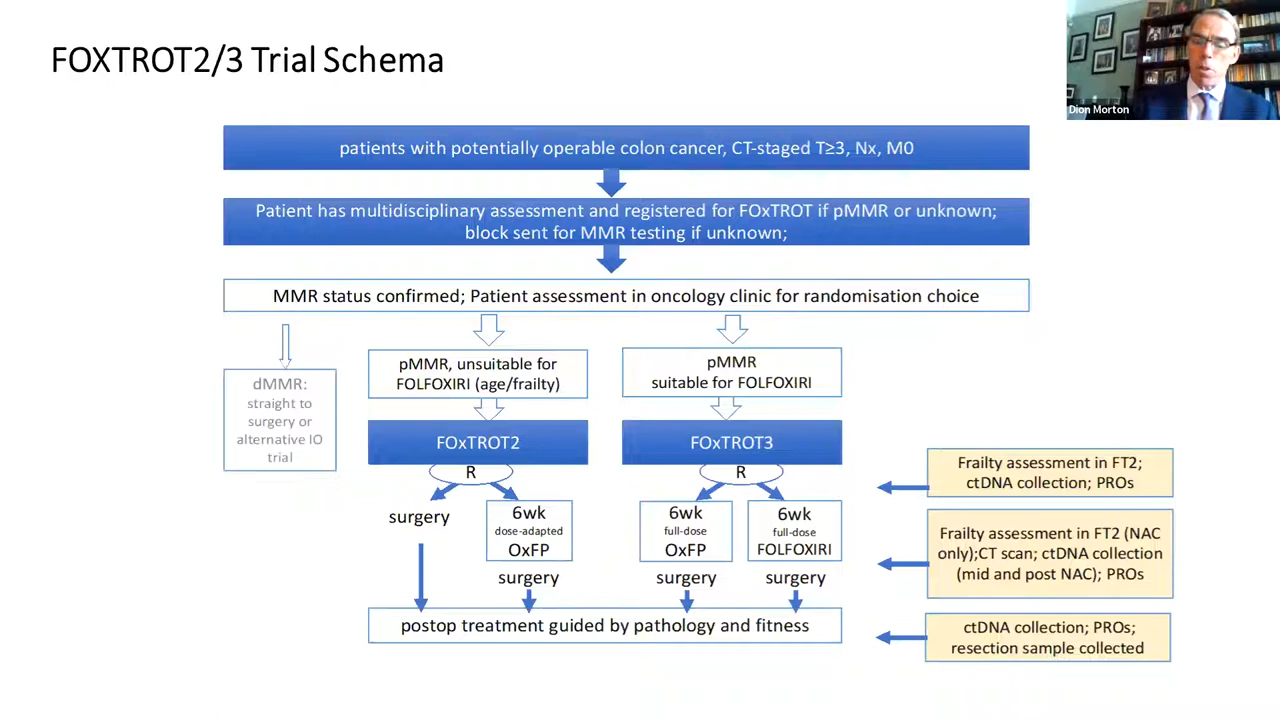 FOXTROT2/3 Trial Schema
Dion Morton
patients with potentially operable colon cancer, CT-staged T≥3, Nx, M0
Patient has multidisciplinary assessment and registered for FOxTROT if pMMR or unknown;
block sent for MMR testing if unknown;
MMR status confirmed; Patient assessment in oncology clinic for randomisation choice
dMMR:
straight to
surgery or
alternative IO
trial
pMMR, unsuitable for
FOLFOXIRI (age/frailty)
pMMR
suitable for FOLFOXIRI
FOxTROT2
R
FOxTROT3
R
surgery
6wk
dose-adapted
OxFP
surgery
6wk
full-dose
OxFP
surgery
6wk
full-dose
FOLFOXIRI
surgery
postop treatment guided by pathology and fitness
Frailty assessment in FT2;
ctDNA collection; PROs
Frailty assessment in FT2 (NAC
only);CT scan; ctDNA collection
(mid and post NAC); PROs
ctDNA collection; PROs;
resection sample collected